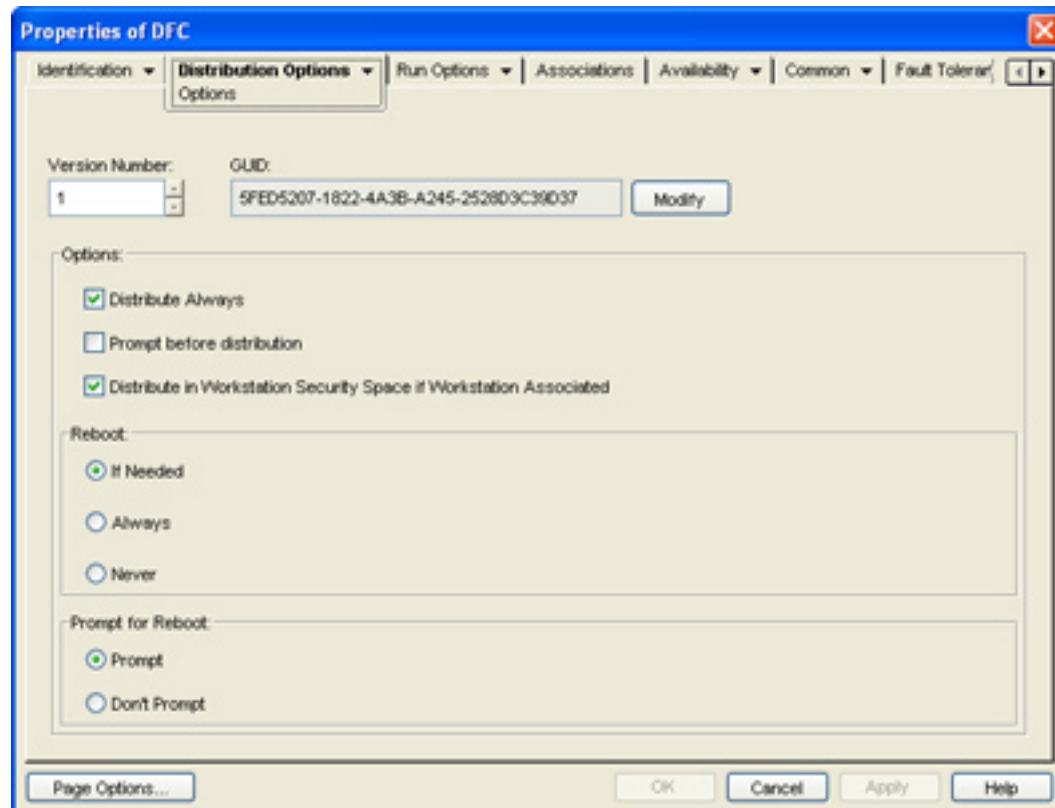 Properties of DFC
Identification Distribution Options Run Options Associations Availability Common Fault Toleran
Options
Version Number: GUID:
1 5FED5207-1822-4A3B-A245-2528D3C39D37 Modify
Options:
Distribute Always
Prompt before distribution
Distribute in Workstation Security Space if Workstation Associated
Reboot:
If Needed
Always
Never
Prompt for Reboot:
Prompt
Don't Prompt
Page Options... OK Cancel Apply Help